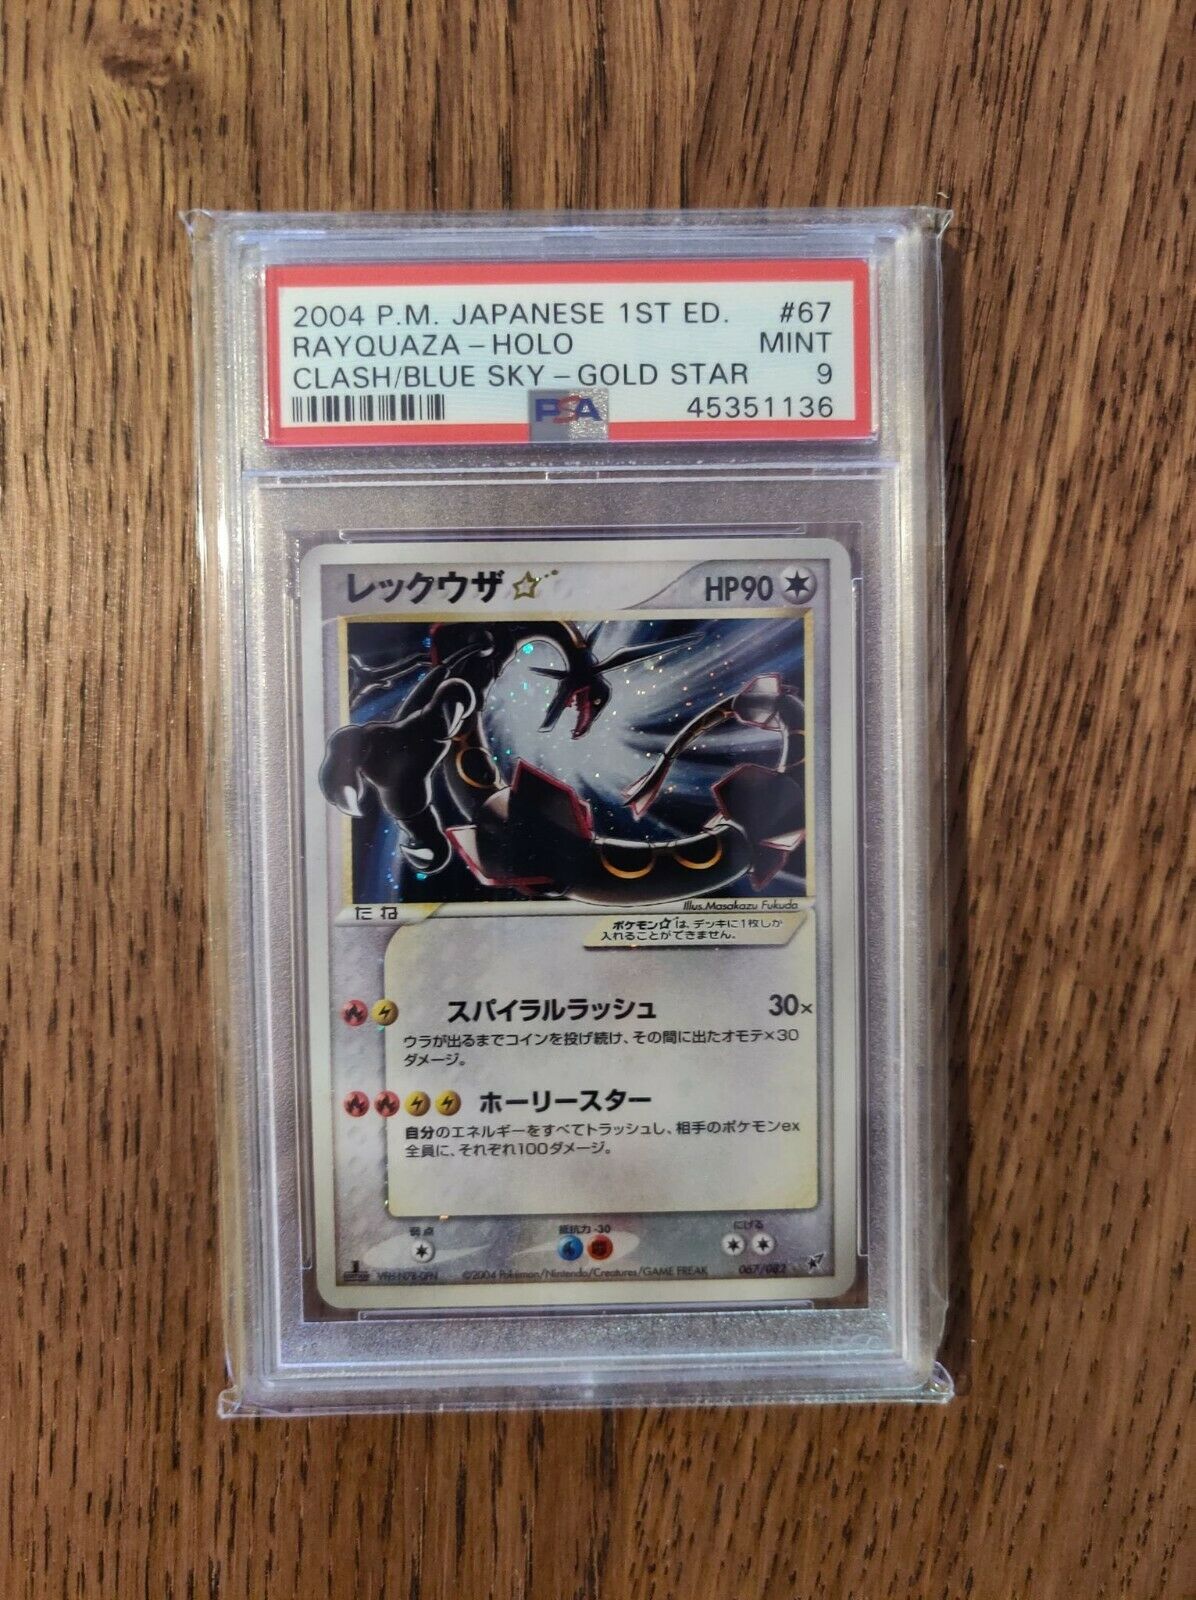 2004 P.M. JAPANESE 1ST ED. #67
RAYQUAZA-HOLO MINT
CLASH/BLUE SKY-GOLD STAR 9
PSA 45351136
レックウザ☆ HP90
Illus.Masakazu Fukuda
たね
ポケモン☆は、デッキに1枚しか
入れることができません。
スパイラルラッシュ 30×
ウラが出るまでコインを投げ続け、その間に出たオモテ×30
ダメージ。
ホーリースター
自分のエネルギーをすべてトラッシュし、相手のポケモンex
全員に、それぞれ100ダメージ。
弱点 抵抗力 -30 にげる
1 EDITION ©2004 Pokémon/Nintendo/Creatures/GAME FREAK 067/082